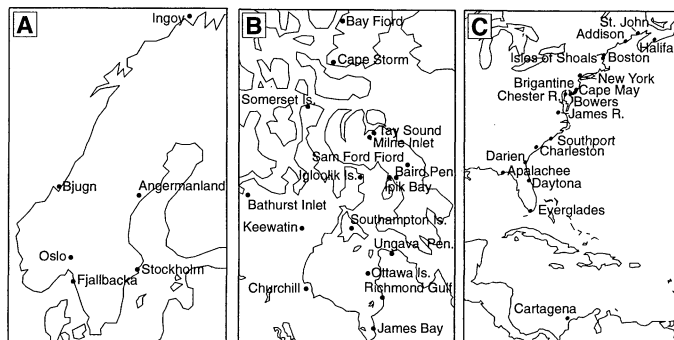 A
Ingoy
Bjugn
Angermanland
Oslo
Stockholm
Fjallbacka
B
Bay Fiord
Cape Storm
Somerset Is.
Tay Sound
Milne Inlet
Sam Ford Fiord
Igloolik Is.
Baird Pen.
Ipik Bay
Bathurst Inlet
Southampton Is.
Keewatin
Ungava Pen.
Ottawa Is.
Churchill
Richmond Gulf
James Bay
C
St. John
Addison
Halifa
Isles of Shoals
Boston
New York
Brigantine
Cape May
Chester R.
Bowers
James R.
Southport
Charleston
Darien
Apalachee
Daytona
Everglades
Cartagena